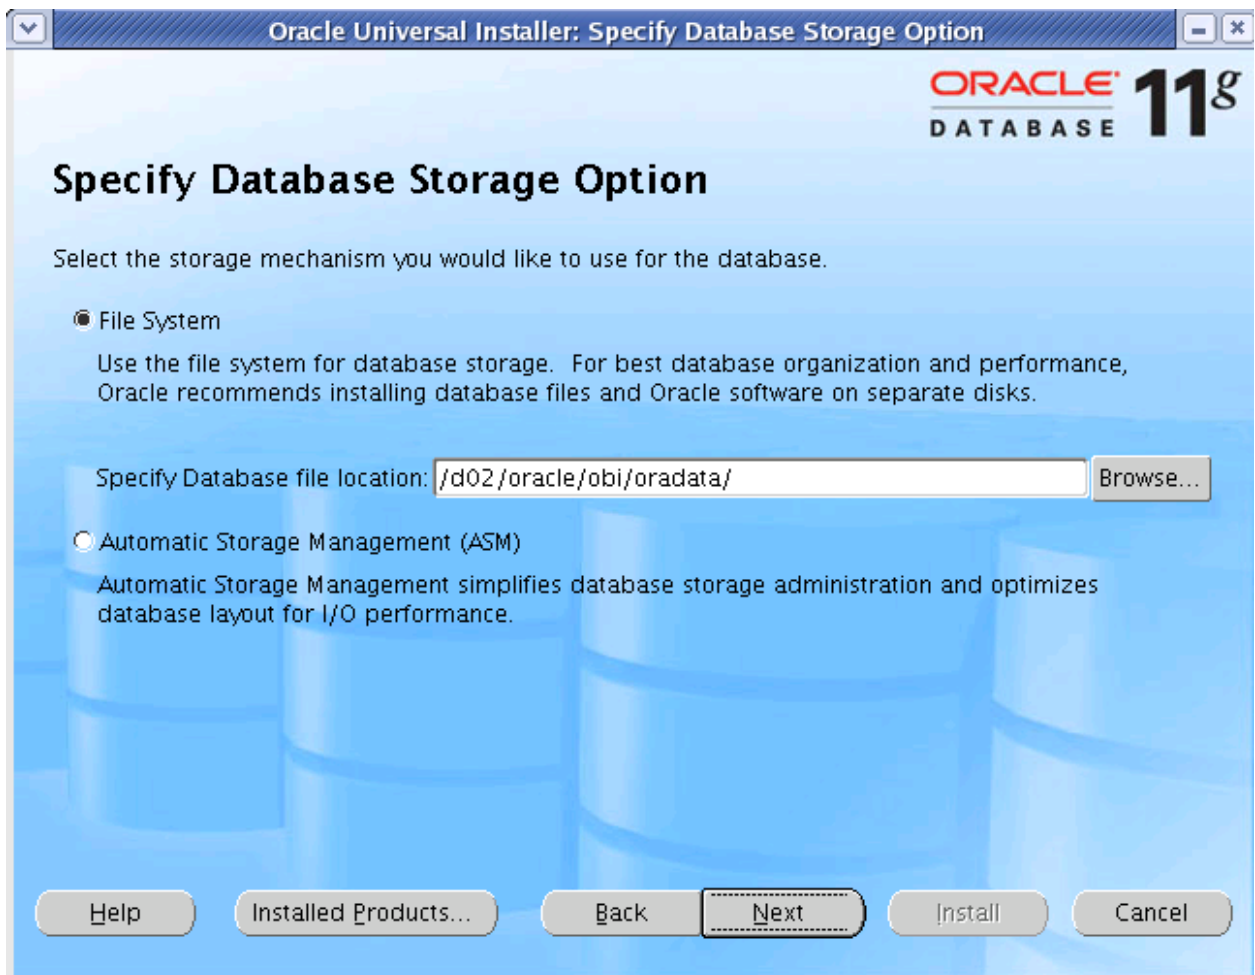 Oracle Universal Installer: Specify Database Storage Option
ORACLE
DATABASE
11g
Specify Database Storage Option
Select the storage mechanism you would like to use for the database.
File System
Use the file system for database storage. For best database organization and performance,
Oracle recommends installing database files and Oracle software on separate disks.
Specify Database file location: /d02/oracle/obi/oradata/ Browse...
Automatic Storage Management (ASM)
Automatic Storage Management simplifies database storage administration and optimizes
database layout for I/O performance.
Help Installed Products... Back Next Install Cancel